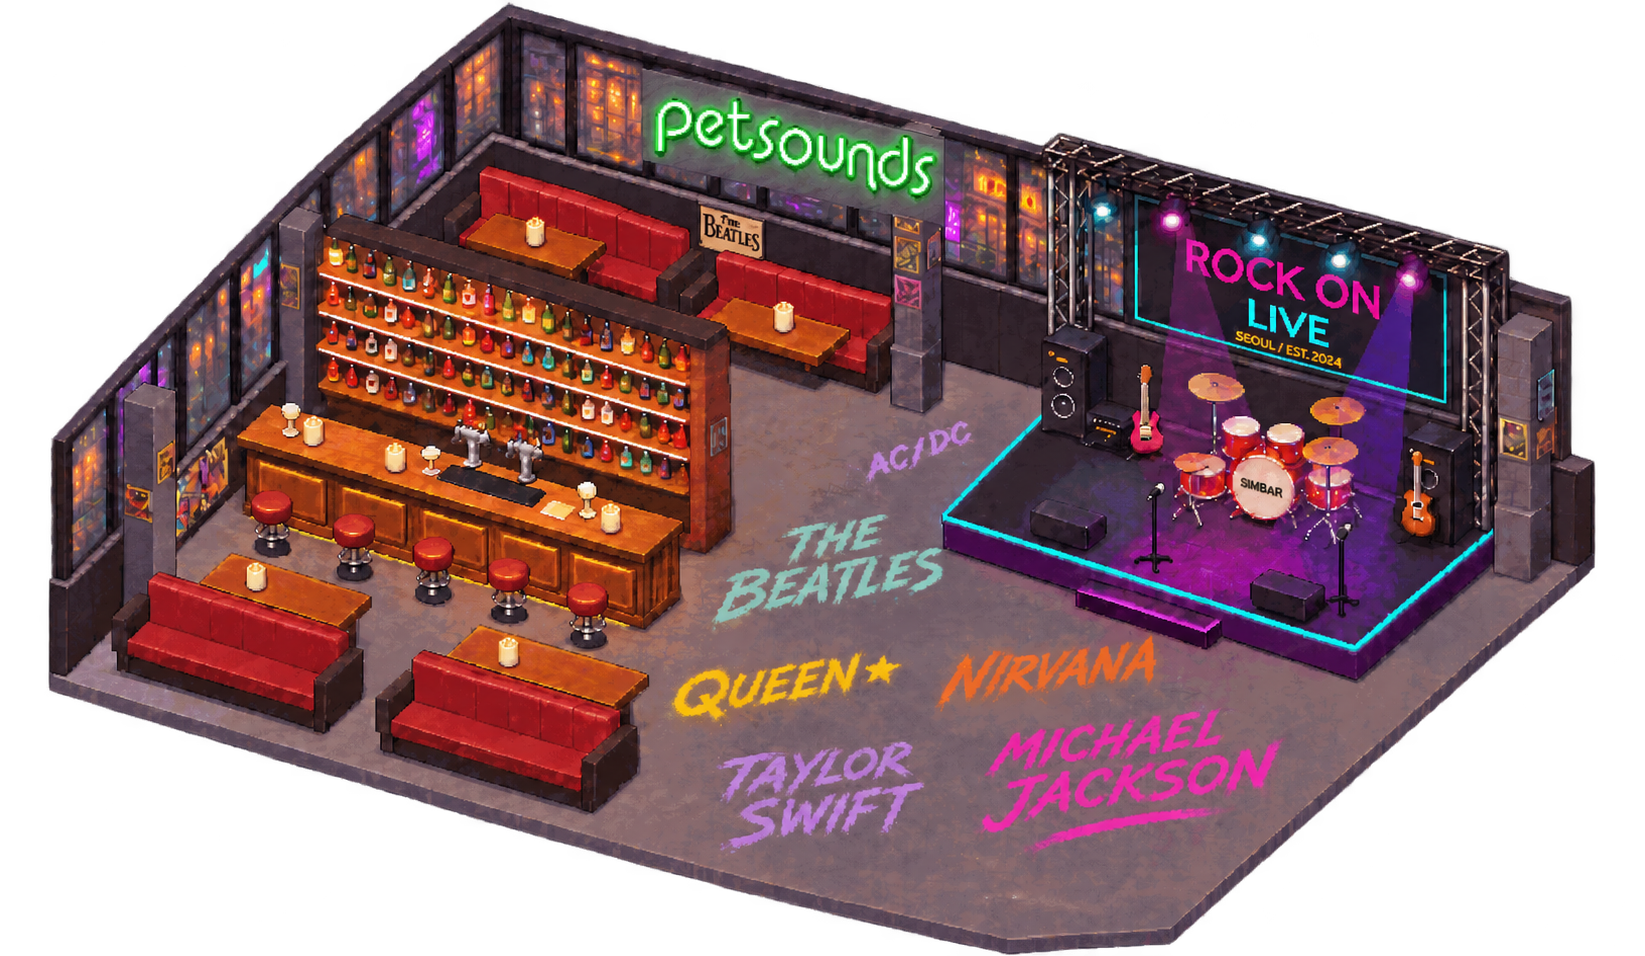 petsounds
The
BEATLES
ROCK ON
LIVE
SEOUL / EST. 2024
SIMBAR
AC/DC
THE
BEATLES
QUEEN★
NIRVANA
TAYLOR
SWIFT
MICHAEL
JACKSON